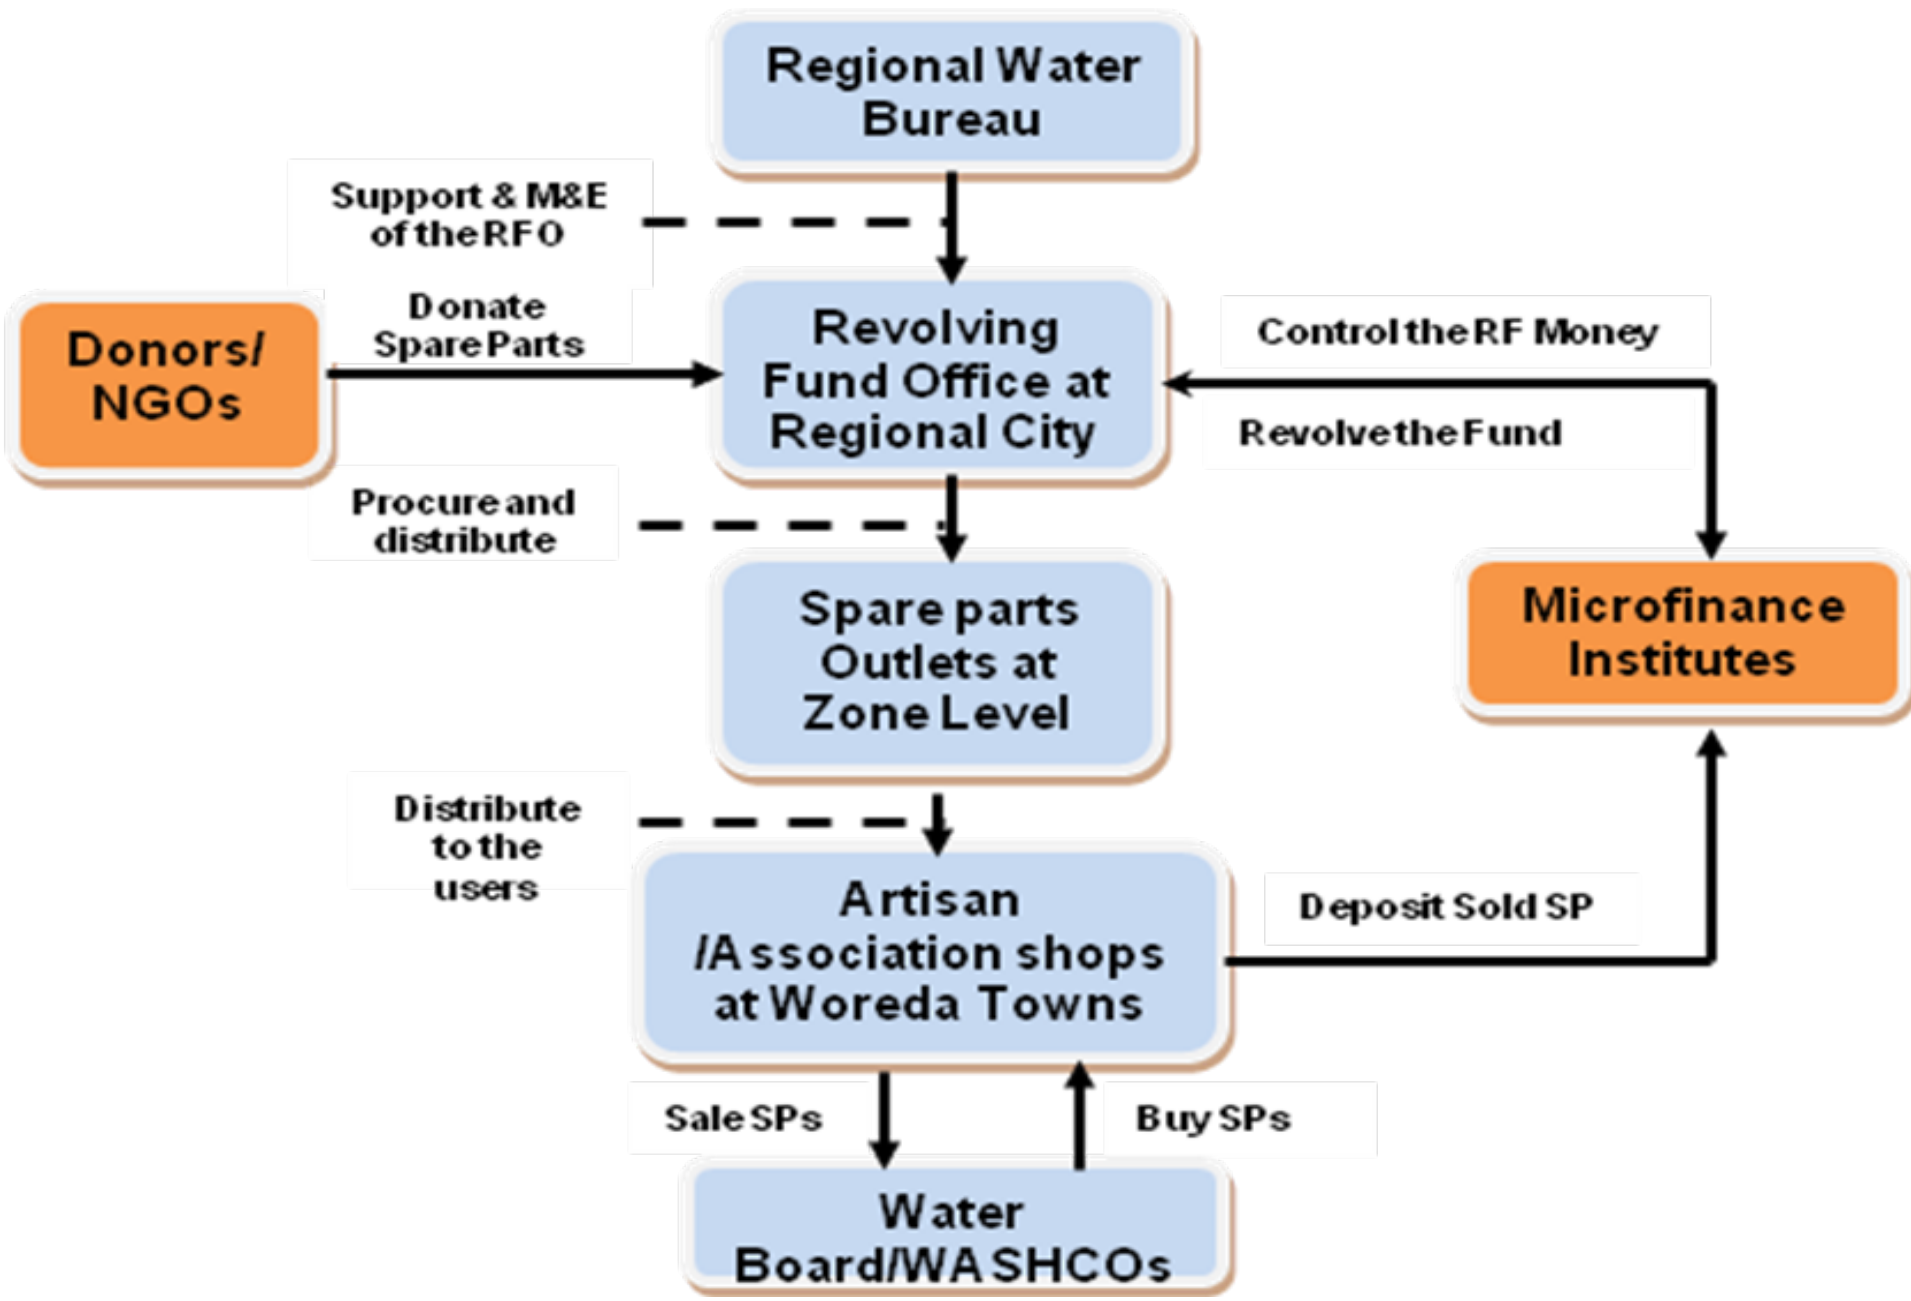 Regional Water
Bureau
Support & M&E
of the RFO
Donate
Spare Parts
Donors/
NGOs
Revolving
Fund Office at
Regional City
Control the RF Money
Revolve the Fund
Procure and
distribute
Spare parts
Outlets at
Zone Level
Microfinance
Institutes
Distribute
to the
users
Artisan
/Association shops
at Woreda Towns
Deposit Sold SP
Sale SPs
Buy SPs
Water
Board/WASHCOs